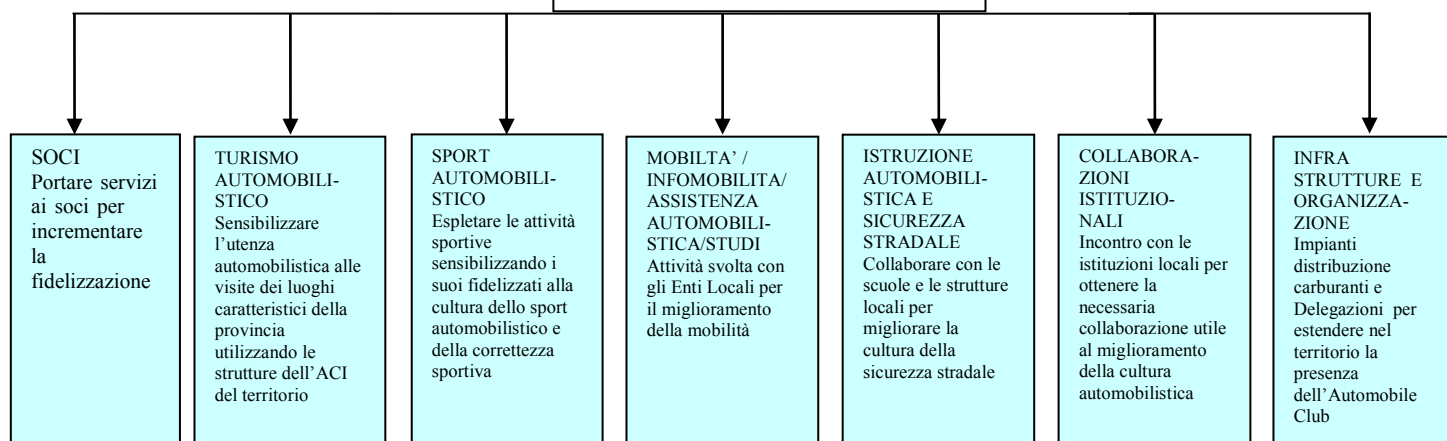 SOCI
Portare servizi
ai soci per
incrementare
la
fidelizzazione
TURISMO
AUTOMOBILI-
STICO
Sensibilizzare
l’utenza
automobilistica alle
visite dei luoghi
caratteristici della
provincia
utilizzando le
strutture dell’ACI
del territorio
SPORT
AUTOMOBILI-
STICO
Espletare le attività
sportive
sensibilizzando i
suoi fidelizzati alla
cultura dello sport
automobilistico e
della correttezza
sportiva
MOBILTA’ /
INFOMOBILITA/
ASSISTENZA
AUTOMOBILI-
STICA/STUDI
Attività svolta con
gli Enti Locali per
il miglioramento
della mobilità
ISTRUZIONE
AUTOMOBILI-
STICA E
SICUREZZA
STRADALE
Collaborare con le
scuole e le strutture
locali per
migliorare la
cultura della
sicurezza stradale
COLLABORA-
ZIONI
ISTITUZIO-
NALI
Incontro con le
istituzioni locali per
ottenere la
necessaria
collaborazione utile
al miglioramento
della cultura
automobilistica
INFRA
STRUTTURE E
ORGANIZZA-
ZIONE
Impianti
distribuzione
carburanti e
Delegazioni per
estendere nel
territorio la
presenza
dell’Automobile
Club